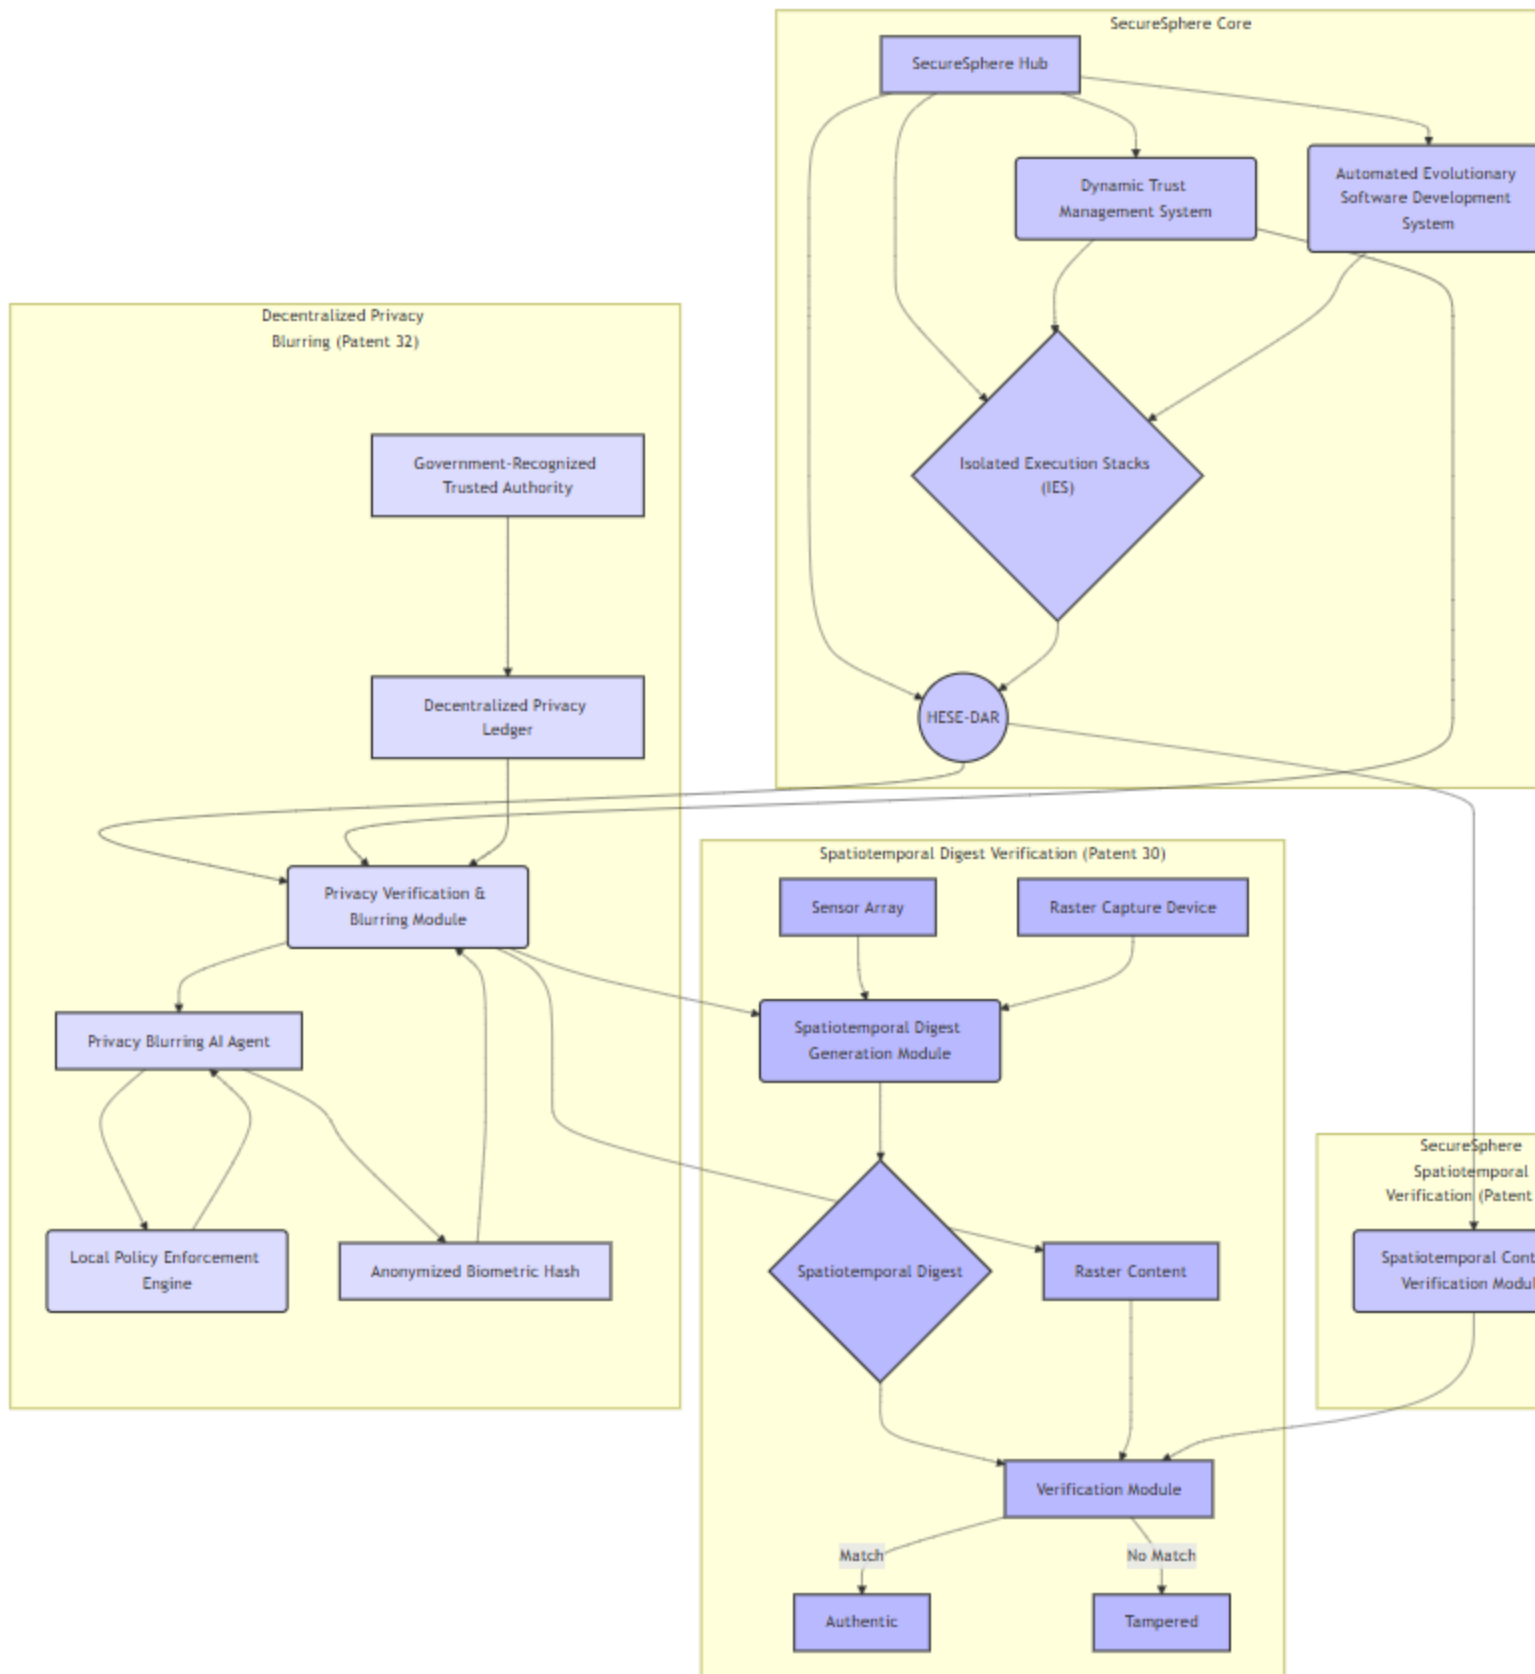 SecureSphere Core
SecureSphere Hub
Dynamic Trust
Management System
Automated Evolutionary
Software Development
System
Isolated Execution Stacks
(IES)
HESE-DAR
Decentralized Privacy
Blurring (Patent 32)
Government-Recognized
Trusted Authority
Decentralized Privacy
Ledger
Privacy Verification &
Blurring Module
Privacy Blurring AI Agent
Local Policy Enforcement
Engine
Anonymized Biometric Hash
Spatiotemporal Digest Verification (Patent 30)
Sensor Array
Raster Capture Device
Spatiotemporal Digest
Generation Module
Spatiotemporal Digest
Raster Content
Verification Module
Match
No Match
Authentic
Tampered
SecureSphere
Spatiotemporal
Verification (Patent
Spatiotemporal
Verification